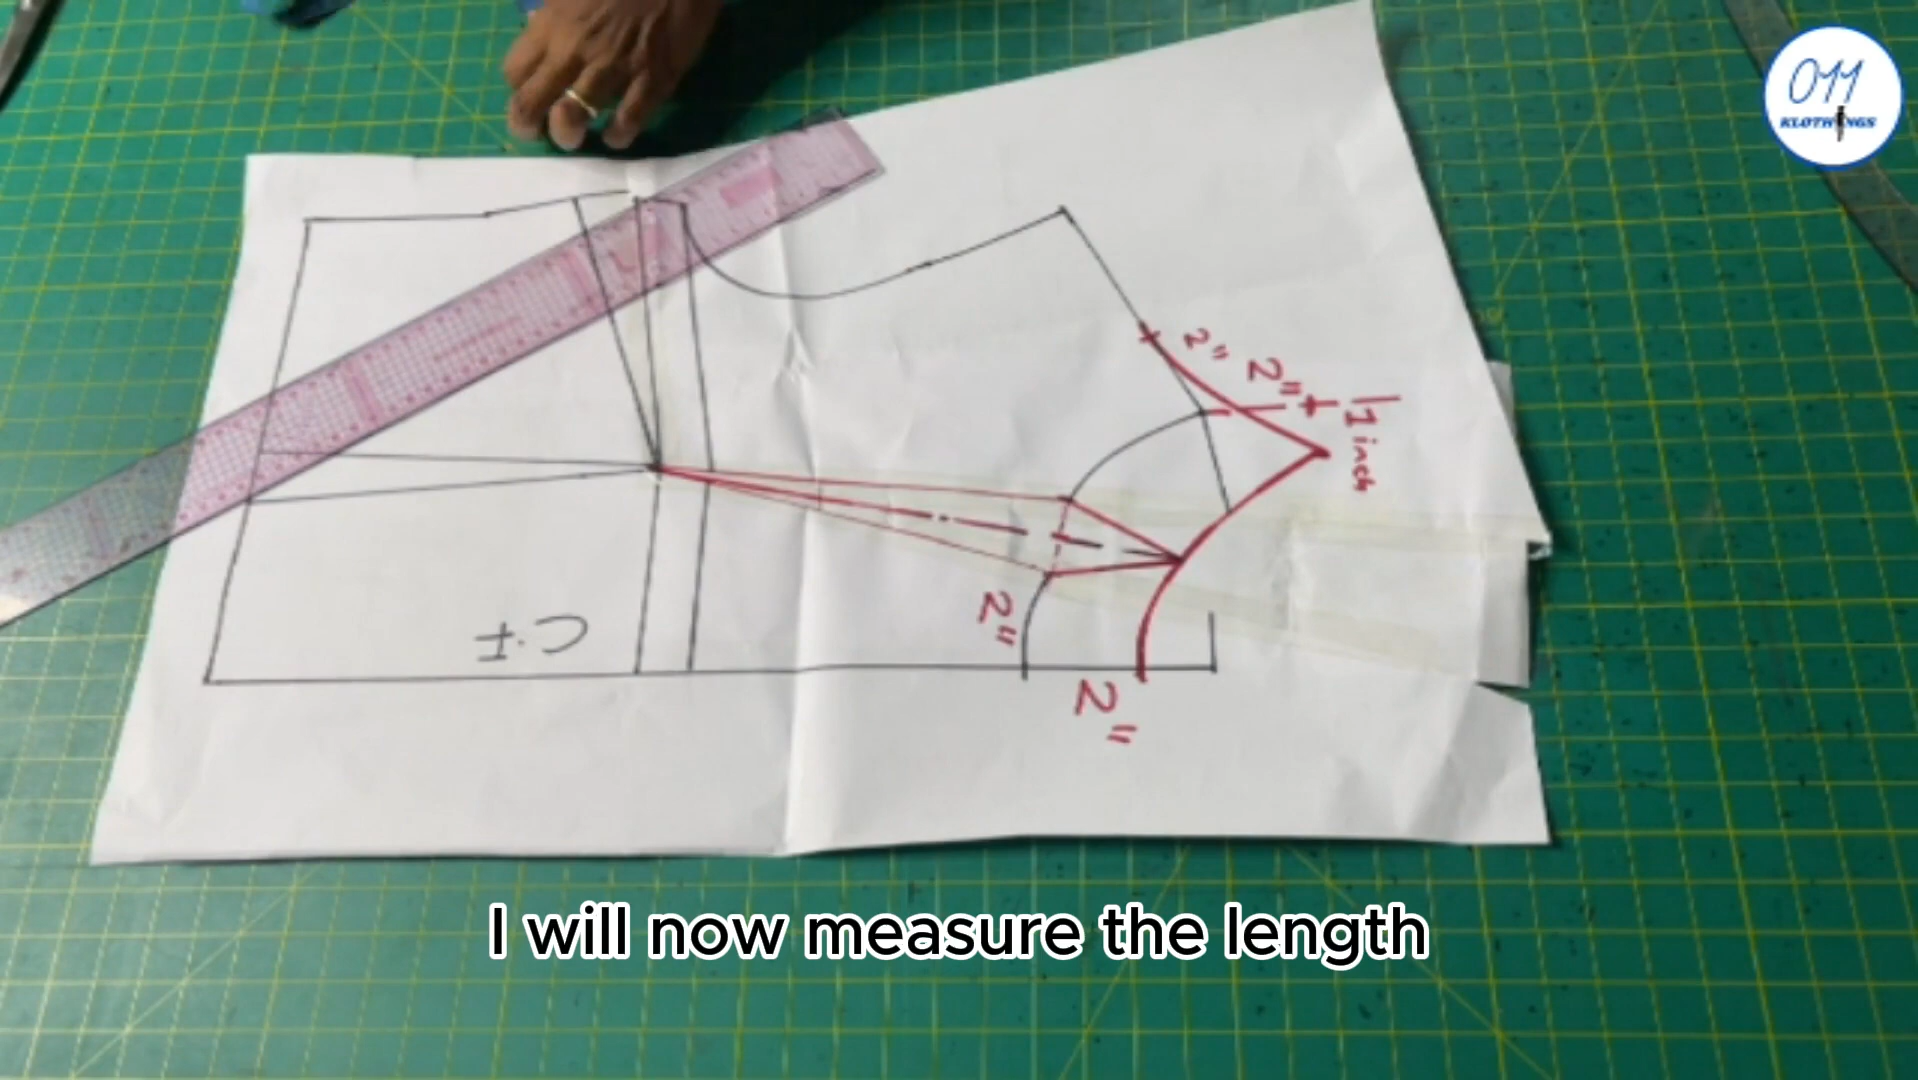 011
KLOTHINGS
2"
2"+
1 inch
2"
C.F
2"
I will now measure the length